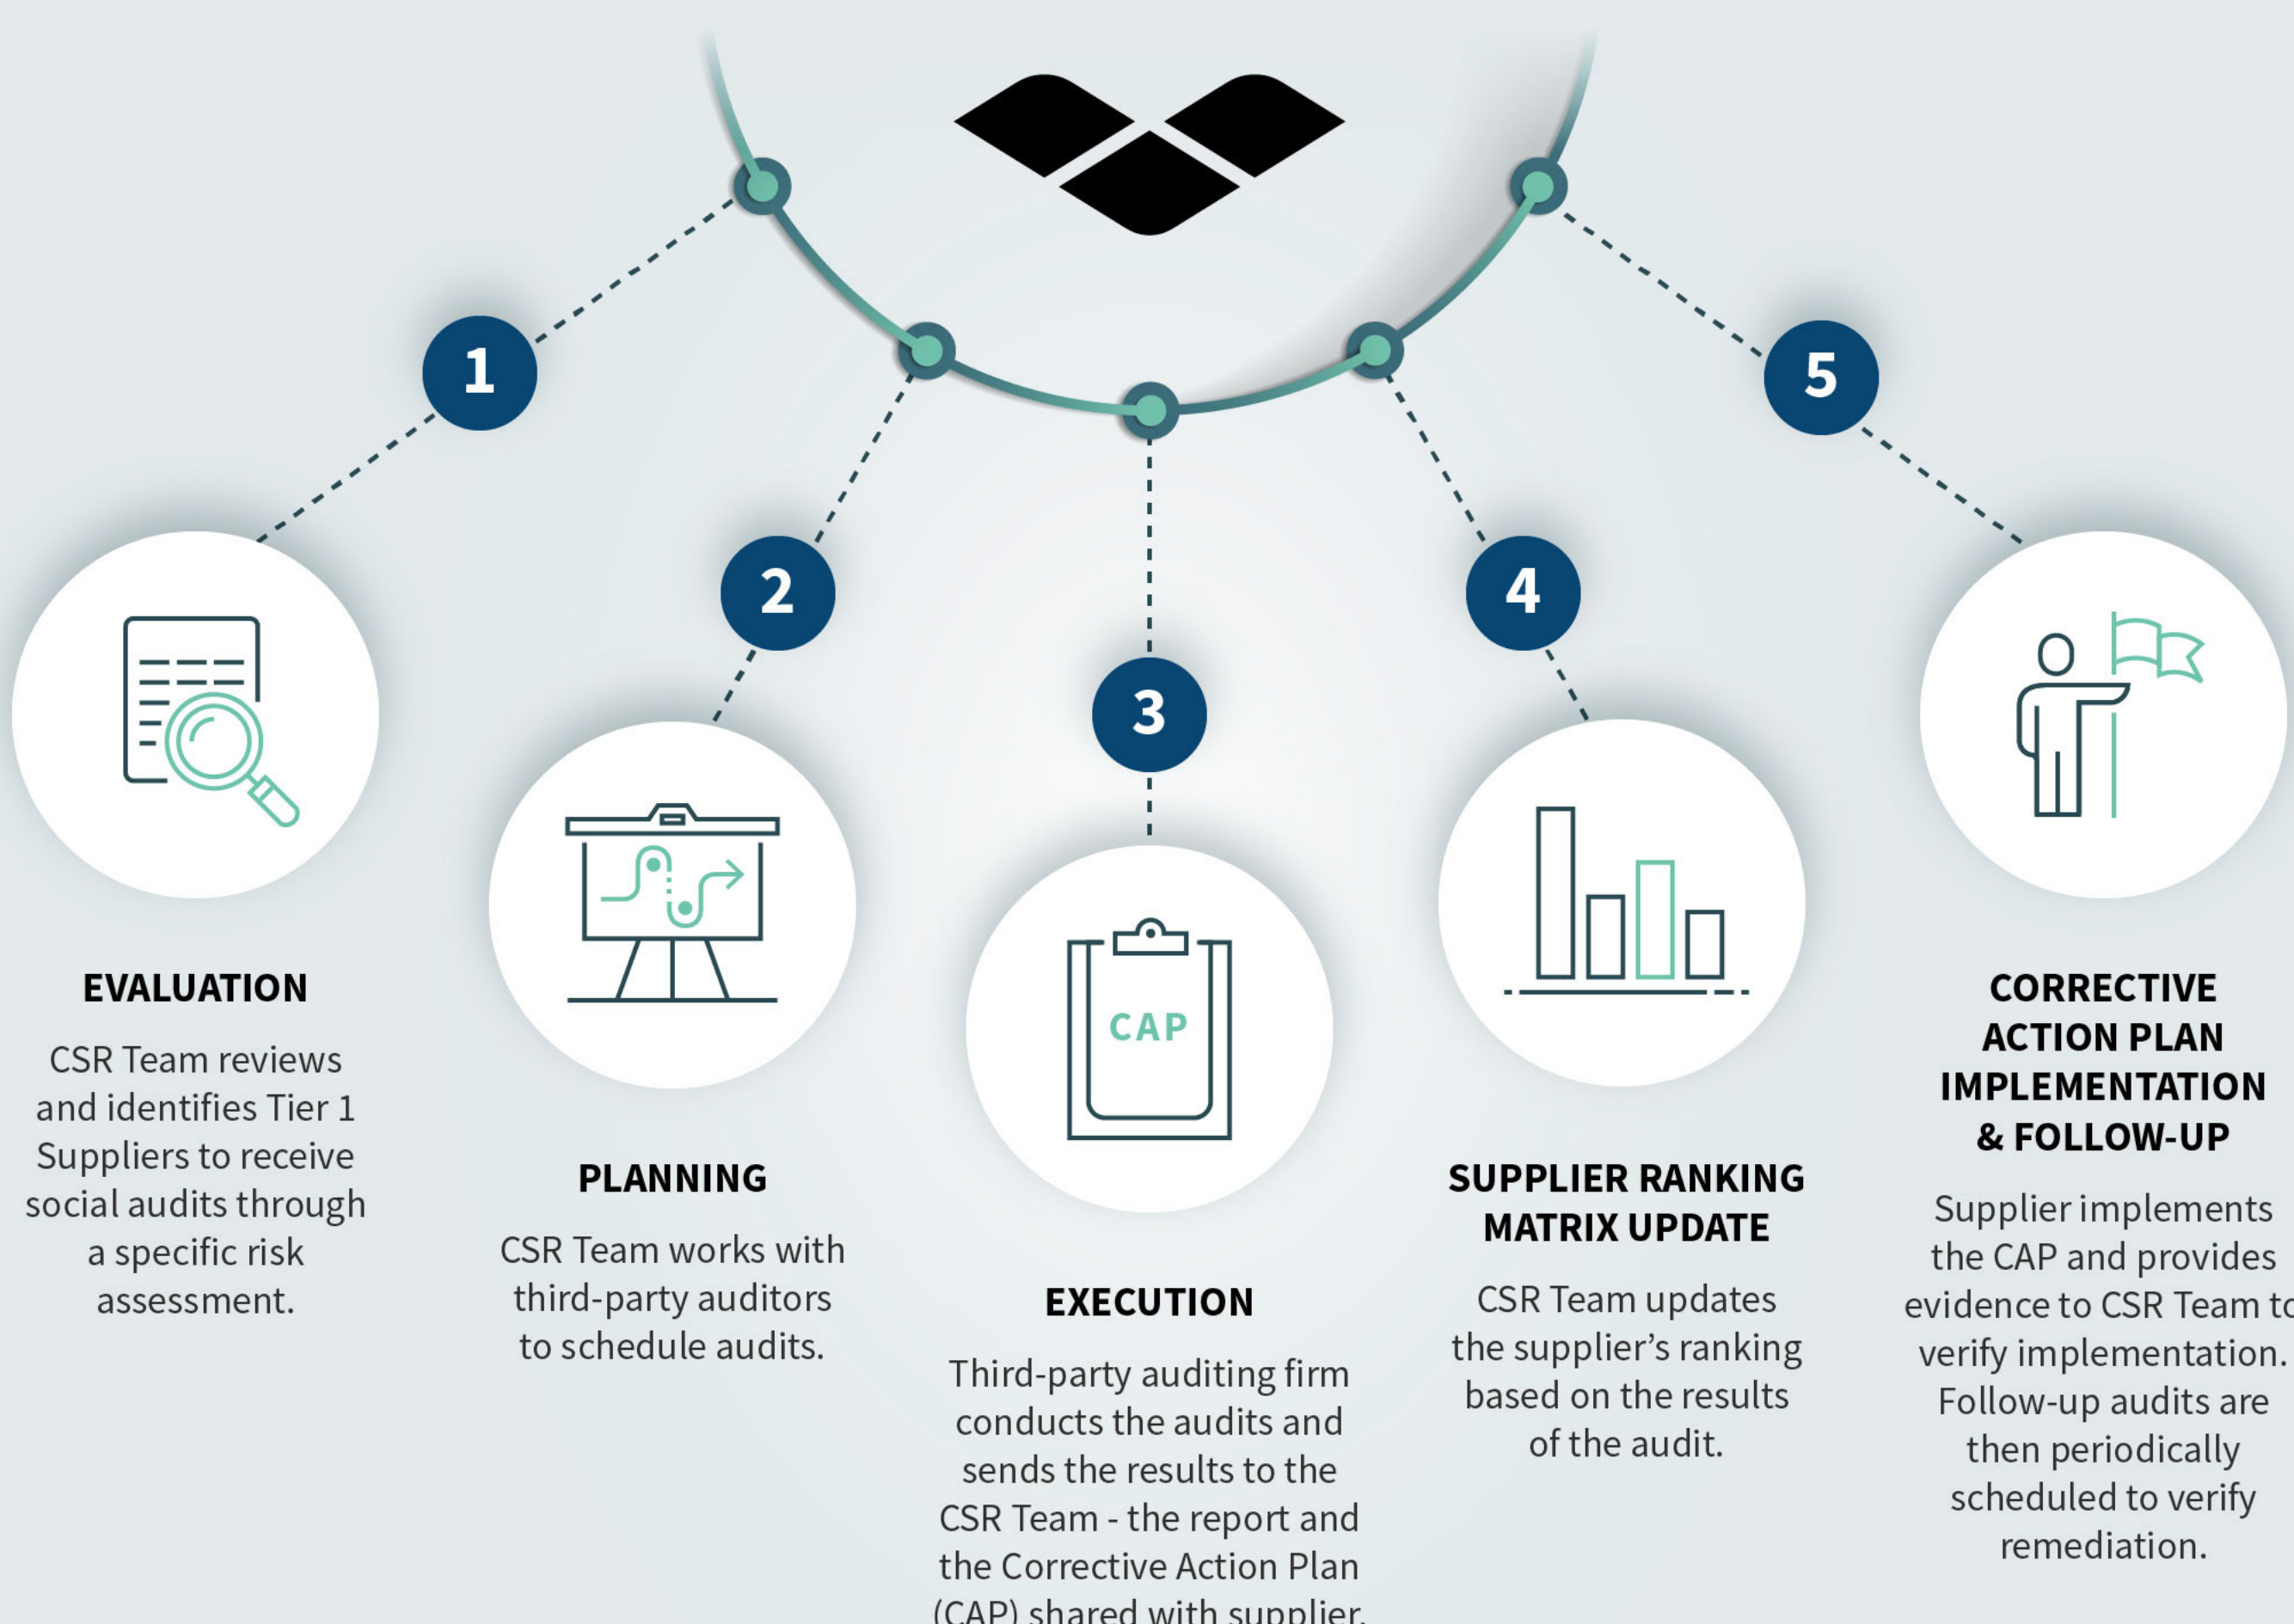 1
EVALUATION
CSR Team reviews
and identifies Tier 1
Suppliers to receive
social audits through
a specific risk
assessment.
2
PLANNING
CSR Team works with
third-party auditors
to schedule audits.
3
CAP
EXECUTION
Third-party auditing firm
conducts the audits and
sends the results to the
CSR Team - the report and
the Corrective Action Plan
(CAP) shared with supplier.
4
SUPPLIER RANKING
MATRIX UPDATE
CSR Team updates
the supplier’s ranking
based on the results
of the audit.
5
CORRECTIVE
ACTION PLAN
IMPLEMENTATION
& FOLLOW-UP
Supplier implements
the CAP and provides
evidence to CSR Team to
verify implementation.
Follow-up audits are
then periodically
scheduled to verify
remediation.